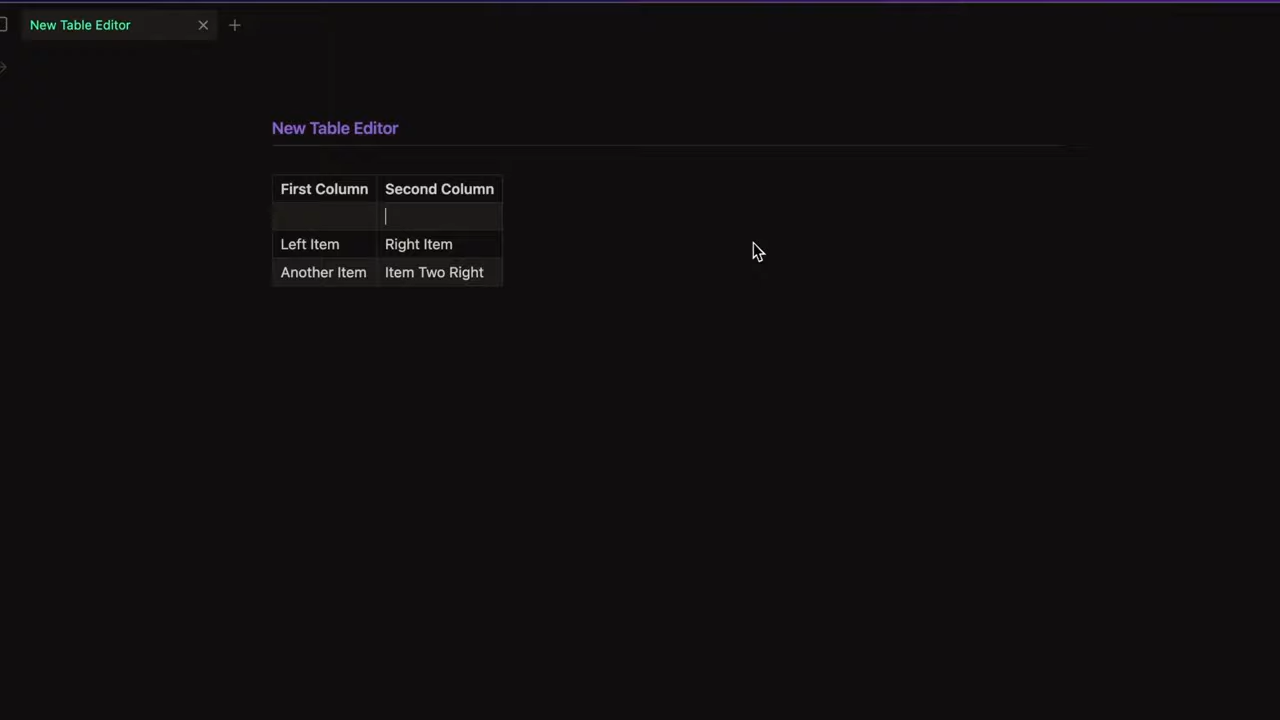 New Table Editor
New Table Editor
First Column Second Column
Left Item Right Item
Another Item Item Two Right